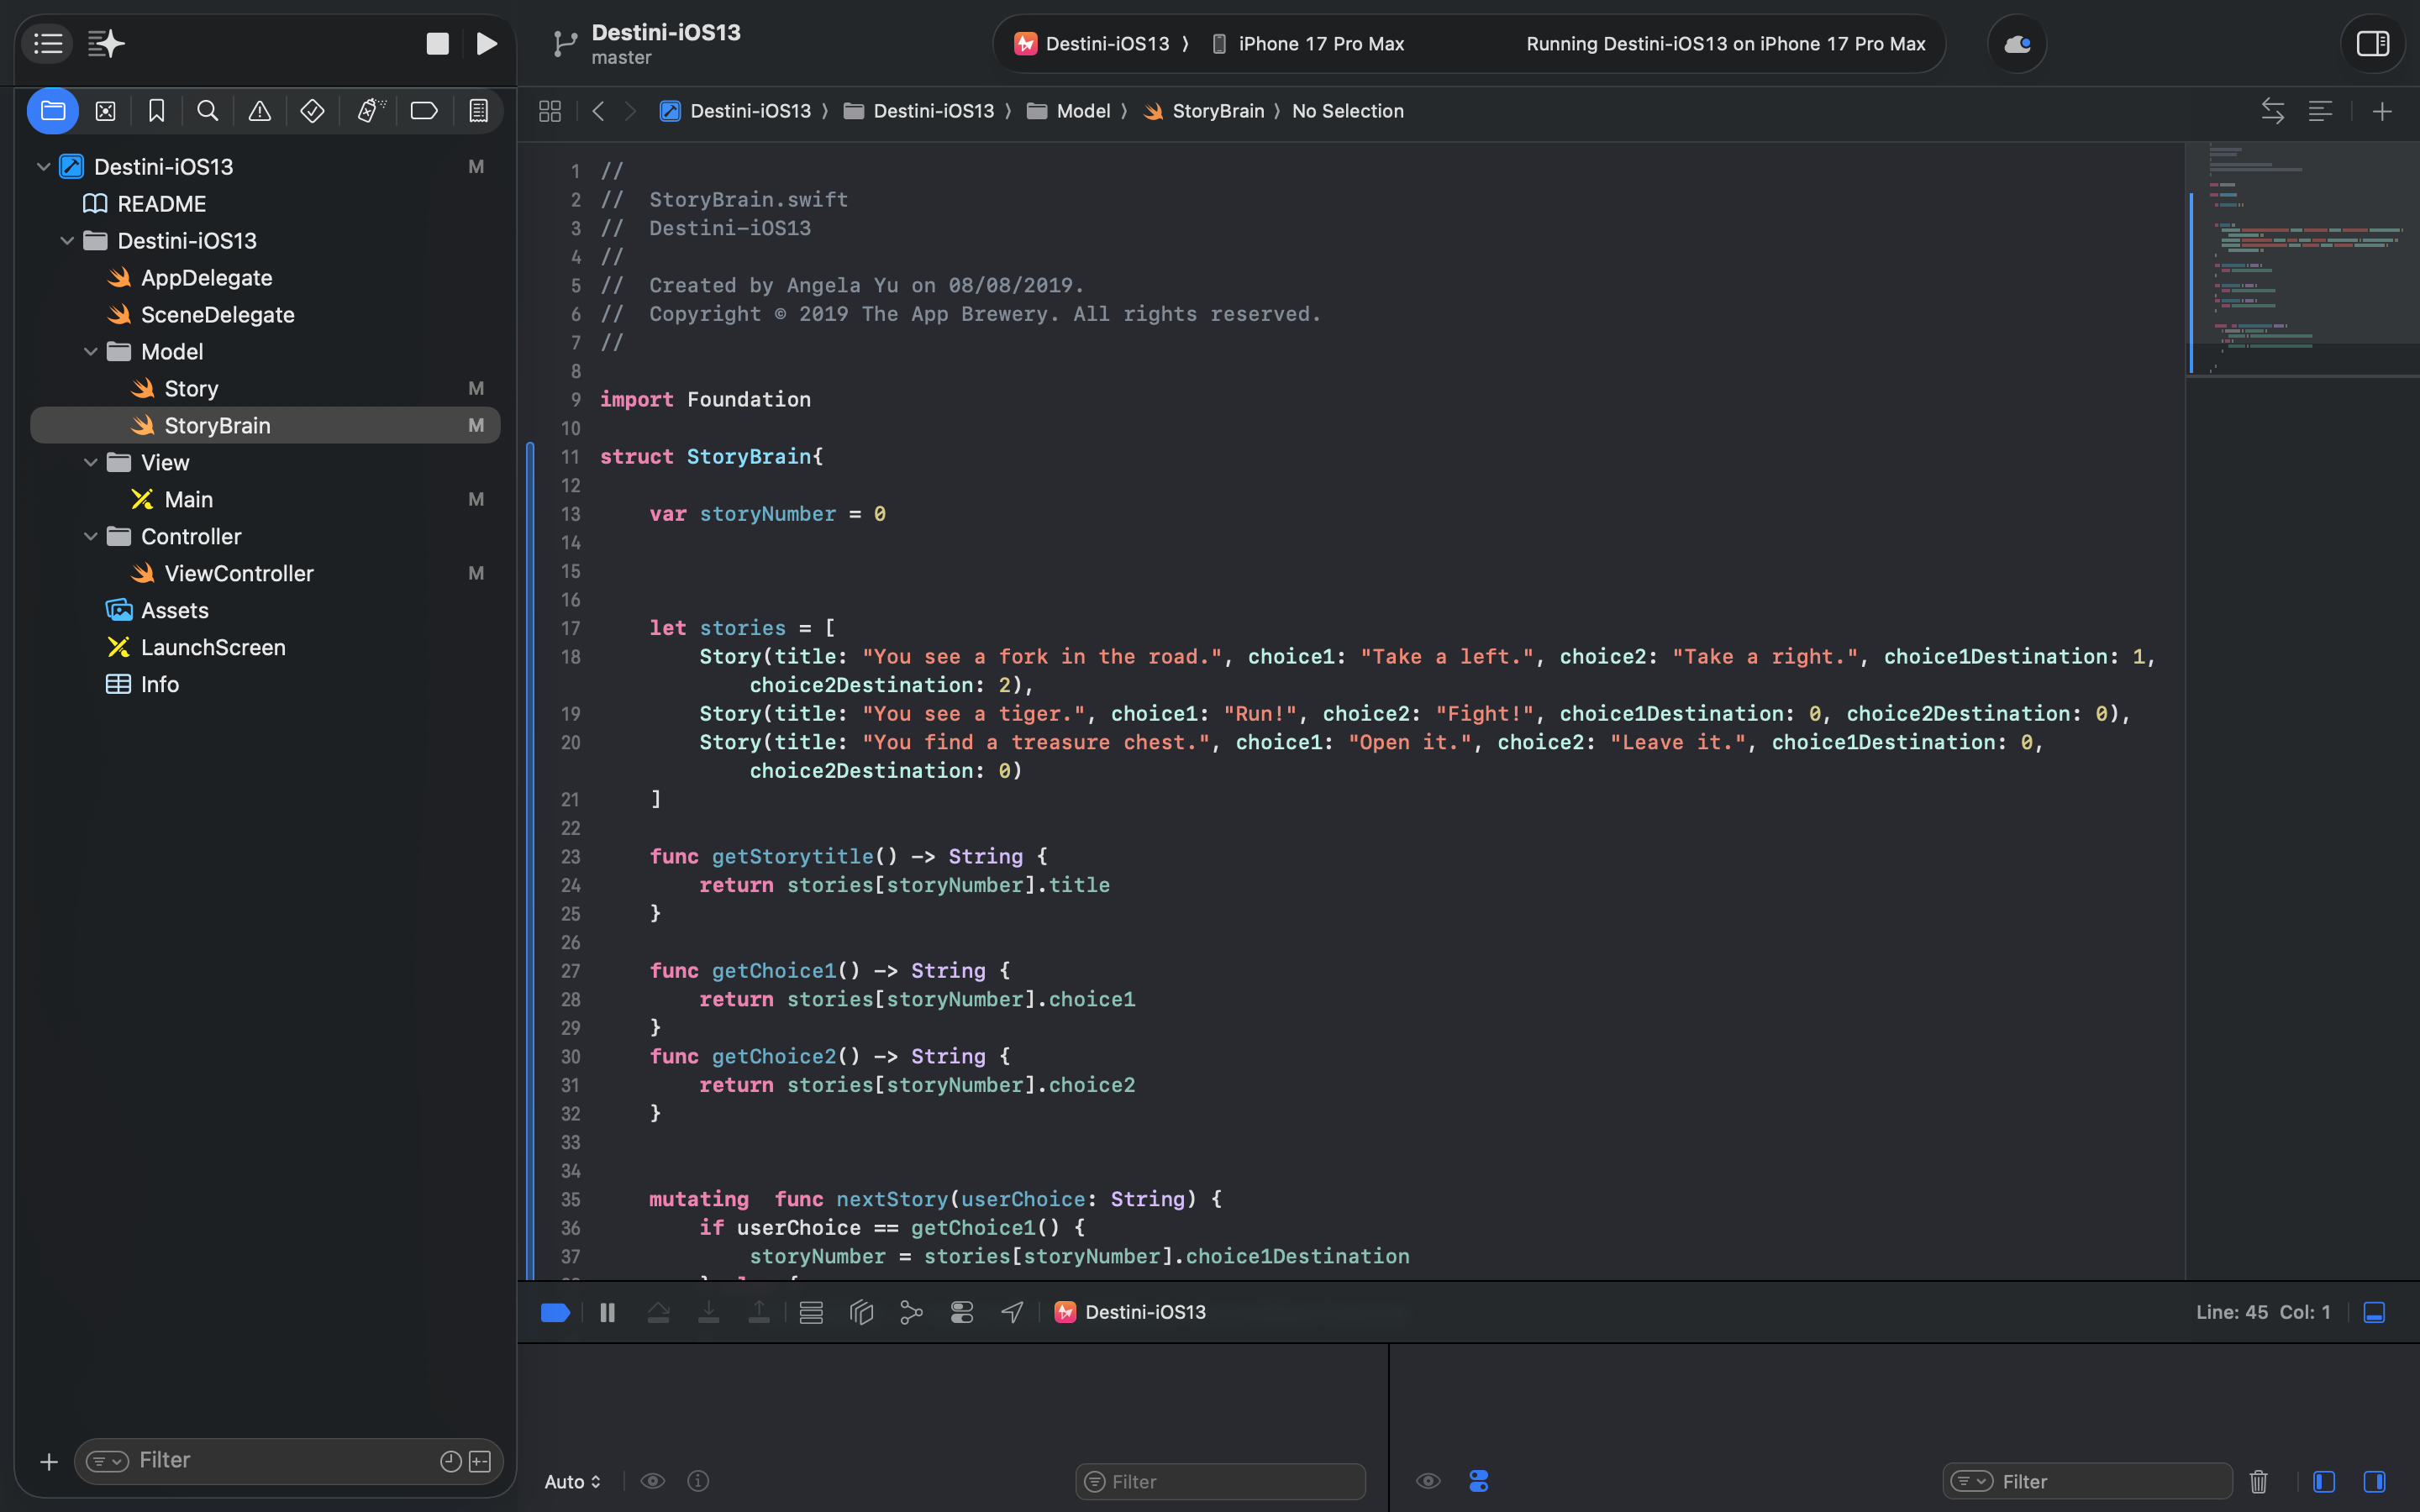 Destini-iOS13
master
Destini-iOS13 iPhone 17 Pro Max Running Destini-iOS13 on iPhone 17 Pro Max
Destini-iOS13 Destini-iOS13 Model StoryBrain No Selection
Destini-iOS13 M
README
Destini-iOS13
AppDelegate
SceneDelegate
Model
Story M
StoryBrain M
View
Main M
Controller
ViewController M
Assets
LaunchScreen
Info
Filter
1 //
2 //  StoryBrain.swift
3 //  Destini-iOS13
4 //
5 //  Created by Angela Yu on 08/08/2019.
6 //  Copyright © 2019 The App Brewery. All rights reserved.
7 //
8
9 import Foundation
10
11 struct StoryBrain{
12
13     var storyNumber = 0
14
15
16
17     let stories = [
18         Story(title: "You see a fork in the road.", choice1: "Take a left.", choice2: "Take a right.", choice1Destination: 1,
choice2Destination: 2),
19         Story(title: "You see a tiger.", choice1: "Run!", choice2: "Fight!", choice1Destination: 0, choice2Destination: 0),
20         Story(title: "You find a treasure chest.", choice1: "Open it.", choice2: "Leave it.", choice1Destination: 0,
choice2Destination: 0)
21     ]
22
23     func getStorytitle() -> String {
24         return stories[storyNumber].title
25     }
26
27     func getChoice1() -> String {
28         return stories[storyNumber].choice1
29     }
30     func getChoice2() -> String {
31         return stories[storyNumber].choice2
32     }
33
34
35     mutating  func nextStory(userChoice: String) {
36         if userChoice == getChoice1() {
37             storyNumber = stories[storyNumber].choice1Destination
Destini-iOS13 Line: 45 Col: 1
Auto Filter Filter